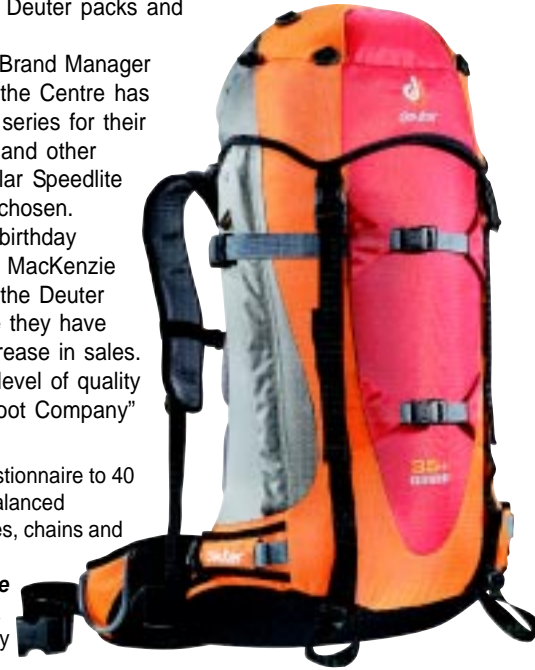 Deuter packs and
Brand Manager
the Centre has
series for their
and other
lar Speedlite
chosen.
birthday
MacKenzie
the Deuter
they have
rease in sales.
level of quality
oot Company"
stionnaire to 40
alanced
es, chains and
e
y
deuter
35+
deuter